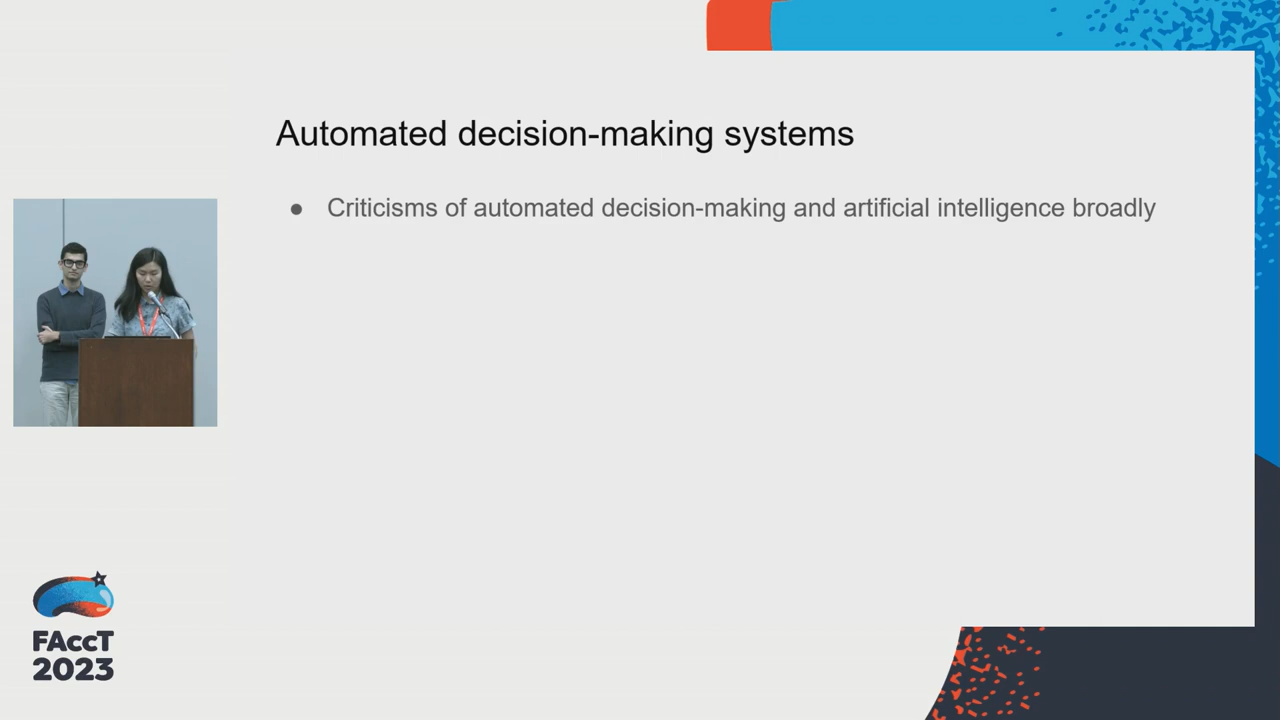 Automated decision-making systems
● Criticisms of automated decision-making and artificial intelligence broadly
FAccT
2023